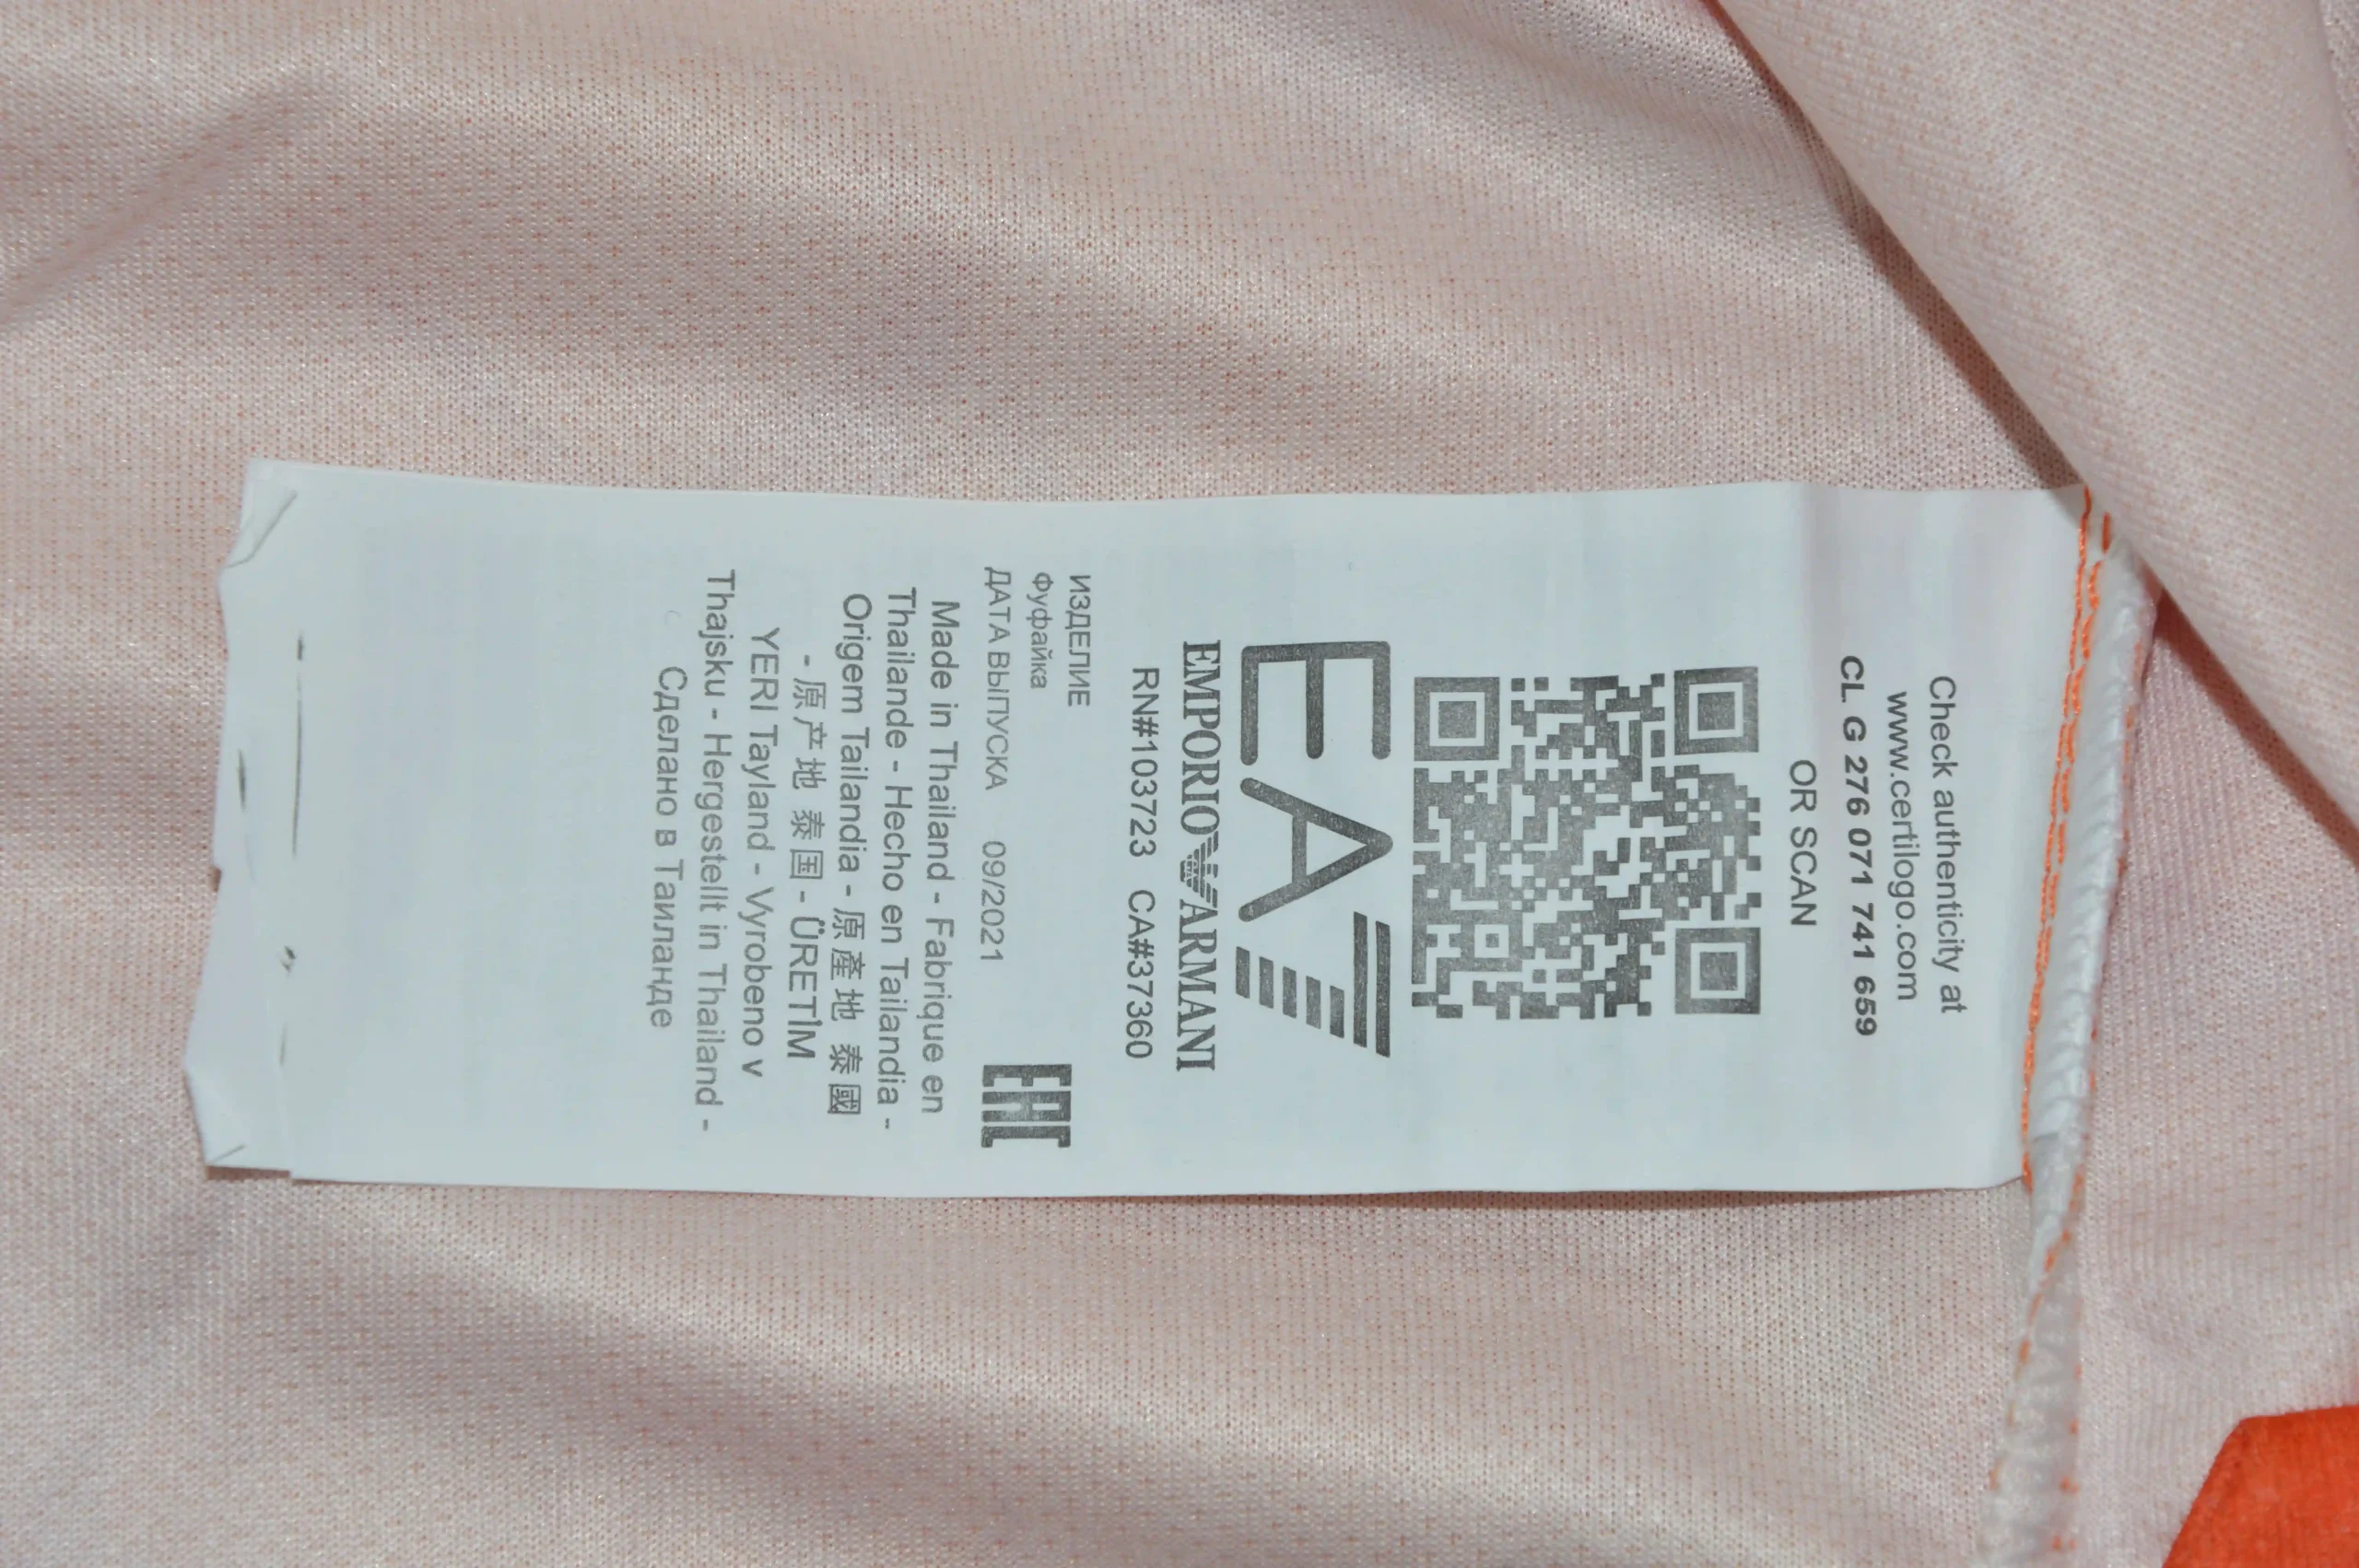 Check authenticity at
www.certilogo.com
CL G 276 071 741 659
OR SCAN
EA7
EMPORIO ARMANI
RN#103723 CA#37360
ИЗДЕЛИЕ
Фуфайка
ДАТА ВЫПУСКА 09/2021
EAC
Made in Thailand - Fabrique en
Thailande - Hecho en Tailandia -
Origem Tailandia - 原產地 泰國
- 原产地 泰国 - ÜRETİM
YERI Tayland - Vyrobeno v
Thajsku - Hergestellt in Thailand -
Сделано в Таиланде